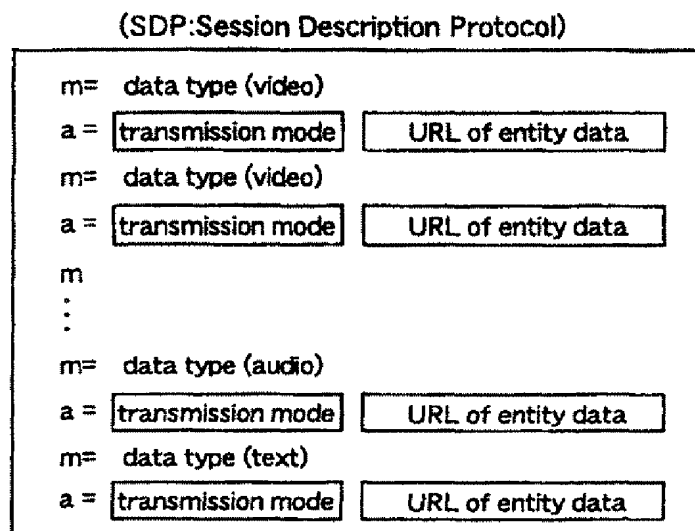 (SDP:Session Description Protocol)
m= data type (video)
a = transmission mode URL of entity data
m= data type (video)
a = transmission mode URL of entity data
m
⋮
m= data type (audio)
a = transmission mode URL of entity data
m= data type (text)
a = transmission mode URL of entity data